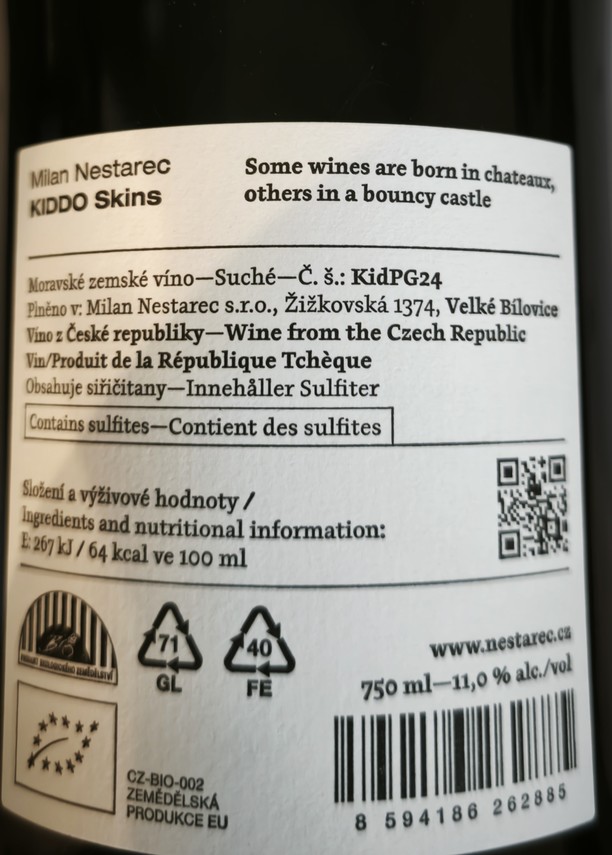 Milan Nestarec
KIDDO Skins
Some wines are born in chateaux,
others in a bouncy castle
Moravské zemské víno—Suché—Č. š.: KidPG24
Plněno v: Milan Nestarec s.r.o., Žižkovská 1374, Velké Bílovice
Víno z České republiky—Wine from the Czech Republic
Vin/Produit de la République Tchèque
Obsahuje siřičitany—Innehåller Sulfiter
Contains sulfites—Contient des sulfites
Složení a výživové hodnoty /
Ingredients and nutritional information:
E: 267 kJ / 64 kcal ve 100 ml
71
GL
40
FE
www.nestarec.cz
750 ml—11,0 % alc./vol
CZ-BIO-002
ZEMĚDĚLSKÁ
PRODUKCE EU
8 594186 262885